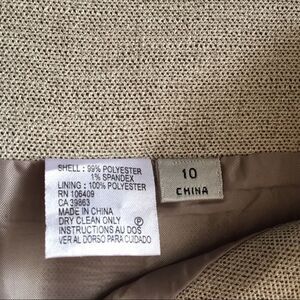 SHELL : 99% POLYESTER
1% SPANDEX
LINING : 100% POLYESTER
RN 106409
CA 39863
MADE IN CHINA
DRY CLEAN ONLY
INSTRUCTIONS AU DOS
VER AL DORSO PARA CUIDADO
P
10
CHINA